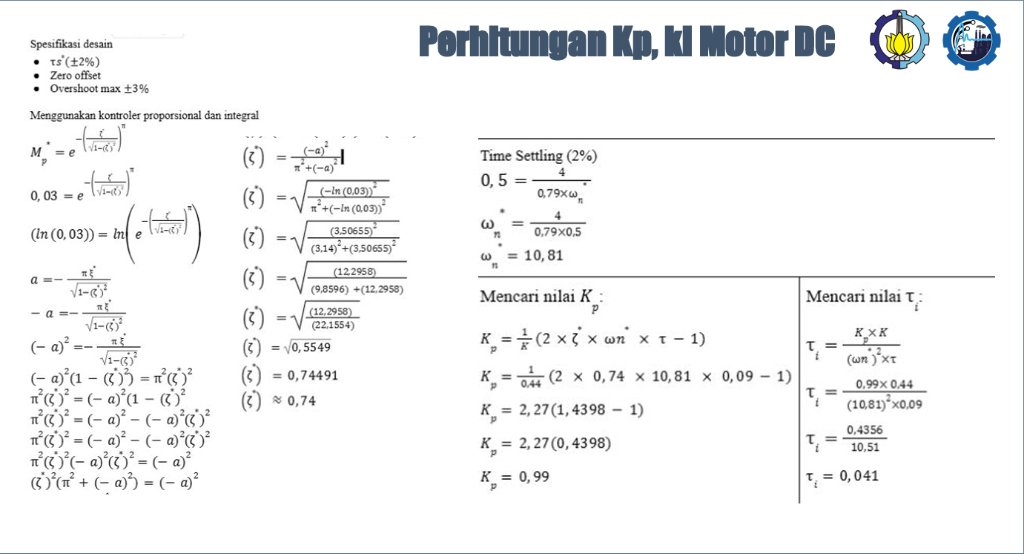 Perhitungan Kp, kI Motor DC
Spesifikasi desain
• τs*(±2%)
• Zero offset
• Overshoot max ±3%
Menggunakan kontroler proporsional dan integral
M_p* = e^{-(ζ*/√(1−(ζ*)²))^π}
0, 03 = e^{-(ζ*/√(1−(ζ*)²))^π}
(ln (0, 03)) = ln(e^{-(ζ*/√(1−(ζ*)²))^π})
a = − πξ*/√(1−(ζ*)²)
− a = − πξ*/√(1−(ζ*)²)
(− a)² = − πξ*/√(1−(ζ*)²)
(− a)²(1 − (ζ*)²) = π²(ζ*)²
π²(ζ*)² = (− a)²(1 − (ζ*)²
π²(ζ*)² = (− a)² − (− a)²(ζ*)²
π²(ζ*)² = (− a)² − (− a)²(ζ*)²
π²(ζ*)²(− a)²(ζ*)² = (− a)²
(ζ*)²(π² + (− a)²) = (− a)²
(ζ*) = (−a)²/π²+(−a)²
(ζ*) = √((−ln (0,03))²/π²+(−ln (0,03))²)
(ζ*) = √((3,50655)²/(3,14)²+(3,50655)²)
(ζ*) = √((12,2958)/(9,8596) +(12,2958))
(ζ*) = √((12,2958)/(22,1554))
(ζ*) = √0,5549
(ζ*) = 0,74491
(ζ*) ≈ 0,74
Time Settling (2%)
0, 5 = 4/0,79×ω_n*
ω_n* = 4/0,79×0,5
ω_n* = 10, 81
Mencari nilai K_p:
K_p = 1/K (2 × ζ* × ωn* × τ − 1)
K_p = 1/0.44 (2 × 0, 74 × 10, 81 × 0, 09 − 1)
K_p = 2, 27(1, 4398 − 1)
K_p = 2, 27(0, 4398)
K_p = 0, 99
Mencari nilai τ_i:
τ_i = K_p×K/(ωn*)²×τ
τ_i = 0,99× 0,44/(10,81)²×0,09
τ_i = 0,4356/10,51
τ_i = 0, 041